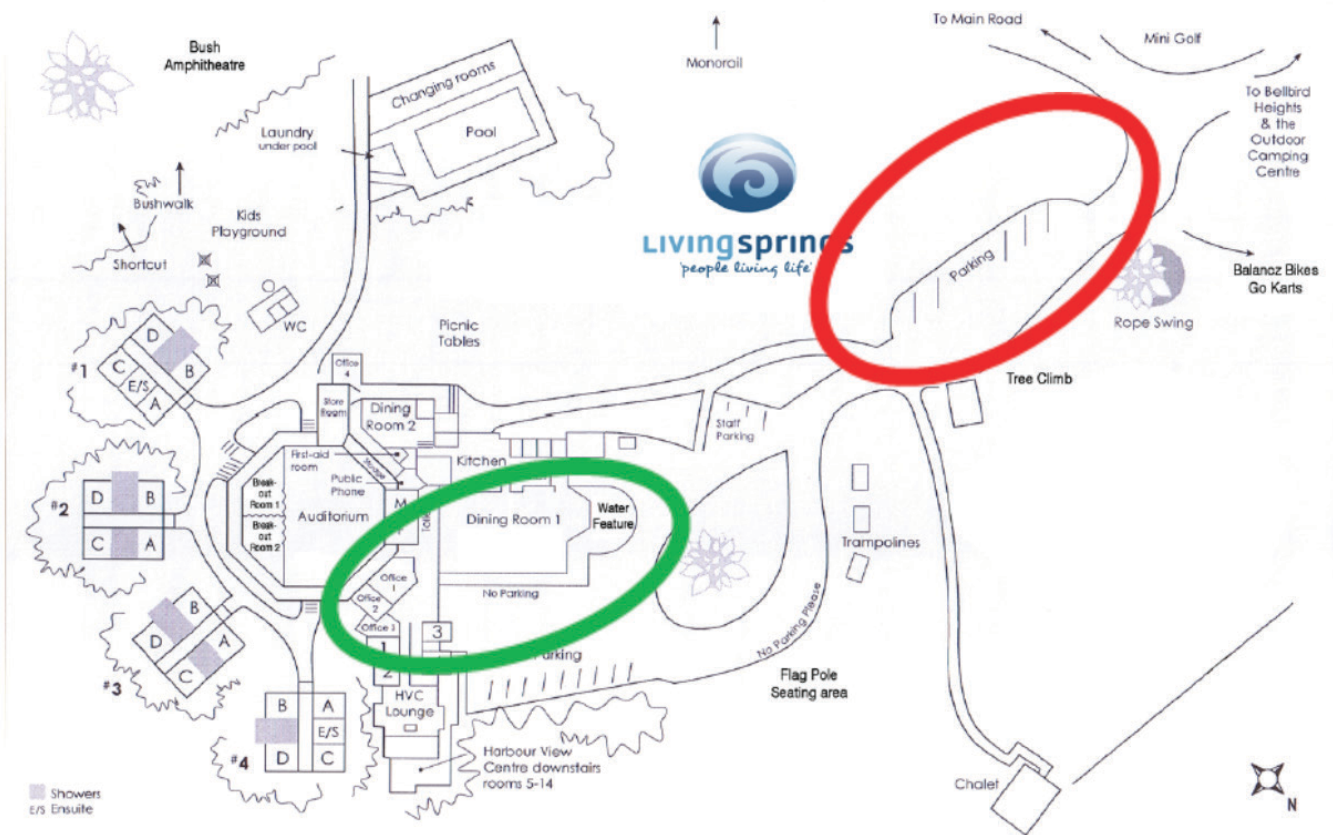 Bush
Amphitheatre
Monorail
To Main Road
Mini Golf
To Bellbird
Heights
& the
Outdoor
Camping
Centre
Changing rooms
Pool
Laundry
under pool
Bushwalk
Shortcut
Kids
Playground
WC
Picnic
Tables
Livingsprings
'people living life'
Parking
Rope Swing
Balancz Bikes
Go Karts
Tree Climb
#1
D
C
B
E/S
A
Office
4
Store
Room
Dining
Room 2
Staff
Parking
First-aid
room
Public
Phone
Kitchen
#2
D
B
C
A
Break-
out
Room 1
Break-
out
Room 2
Auditorium
Dining Room 1
Water
Feature
Trampolines
Office
1
Office
2
Office 3
No Parking
No Parking Please
#3
B
D
A
C
1
2
3
Flag Pole
Seating area
HVC
Lounge
#4
B
A
E/S
D
C
Harbour View
Centre downstairs
rooms 5-14
Chalet
Showers
E/S Ensuite
N